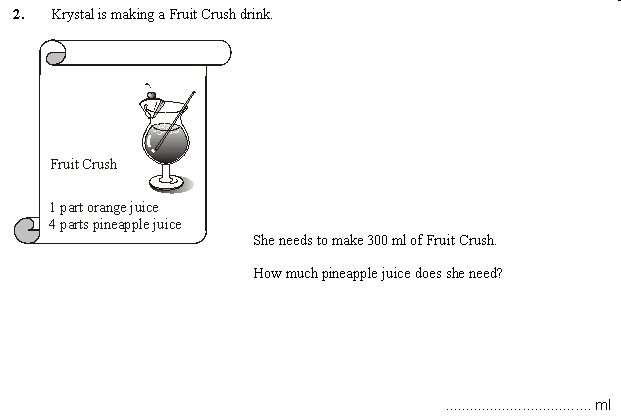 2. Krystal is making a Fruit Crush drink.
Fruit Crush
1 part orange juice
4 parts pineapple juice
She needs to make 300 ml of Fruit Crush.
How much pineapple juice does she need?
..................................... ml